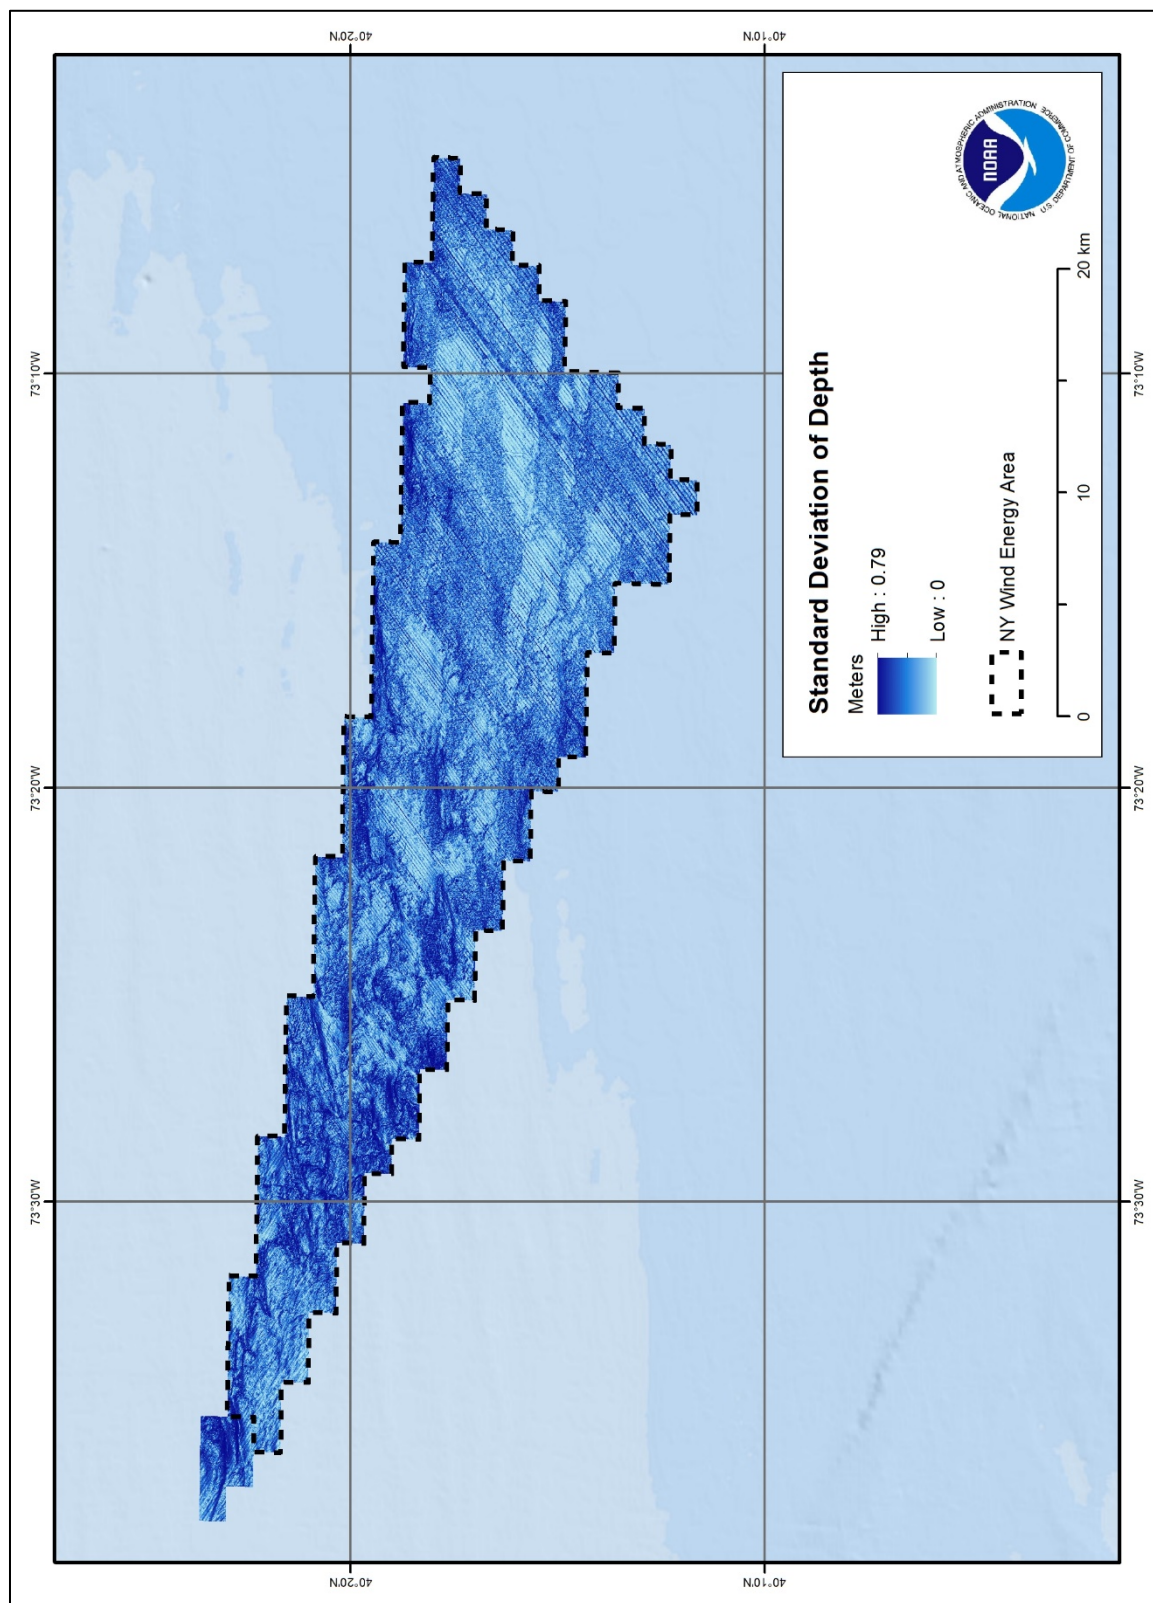 73°30'W
73°20'W
73°10'W
40°20'N
40°20'N
40°10'N
40°10'N
Standard Deviation of Depth
Meters
High : 0.79
Low : 0
NY Wind Energy Area
0
10
20 km
NATIONAL OCEANIC AND ATMOSPHERIC ADMINISTRATION
NOAA
U.S. DEPARTMENT OF COMMERCE
73°30'W
73°20'W
73°10'W